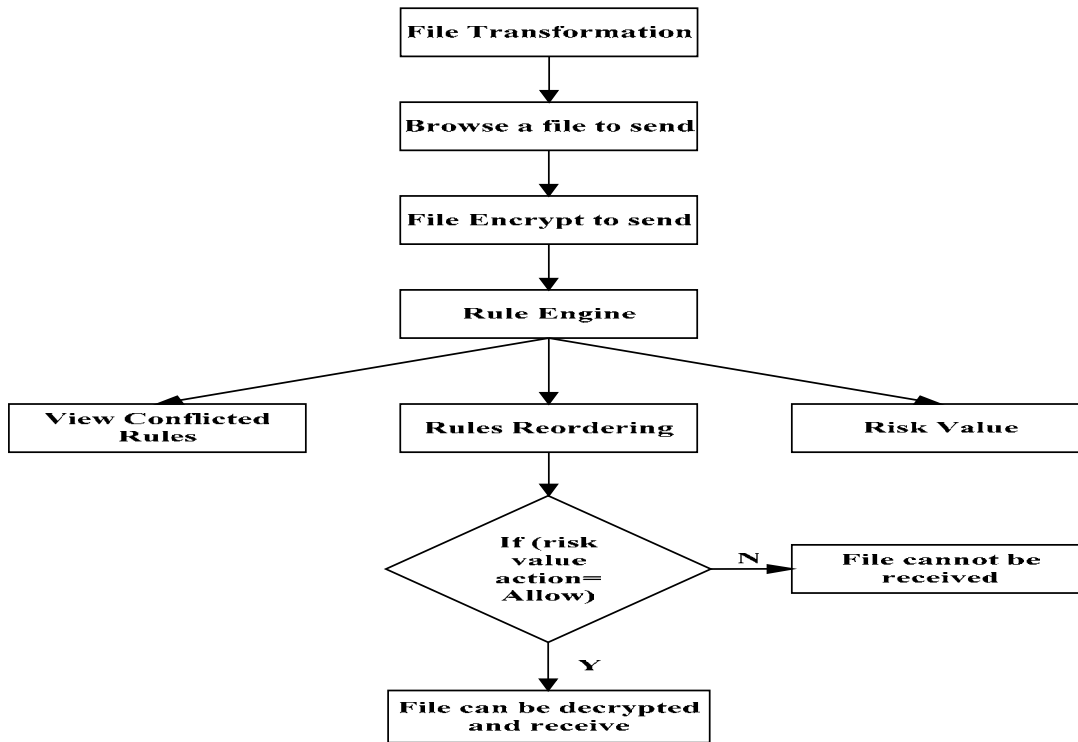 File Transformation
Browse a file to send
File Encrypt to send
Rule Engine
View Conflicted
Rules
Rules Reordering
Risk Value
If (risk
value
action=
Allow)
N
File cannot be
received
Y
File can be decrypted
and receive